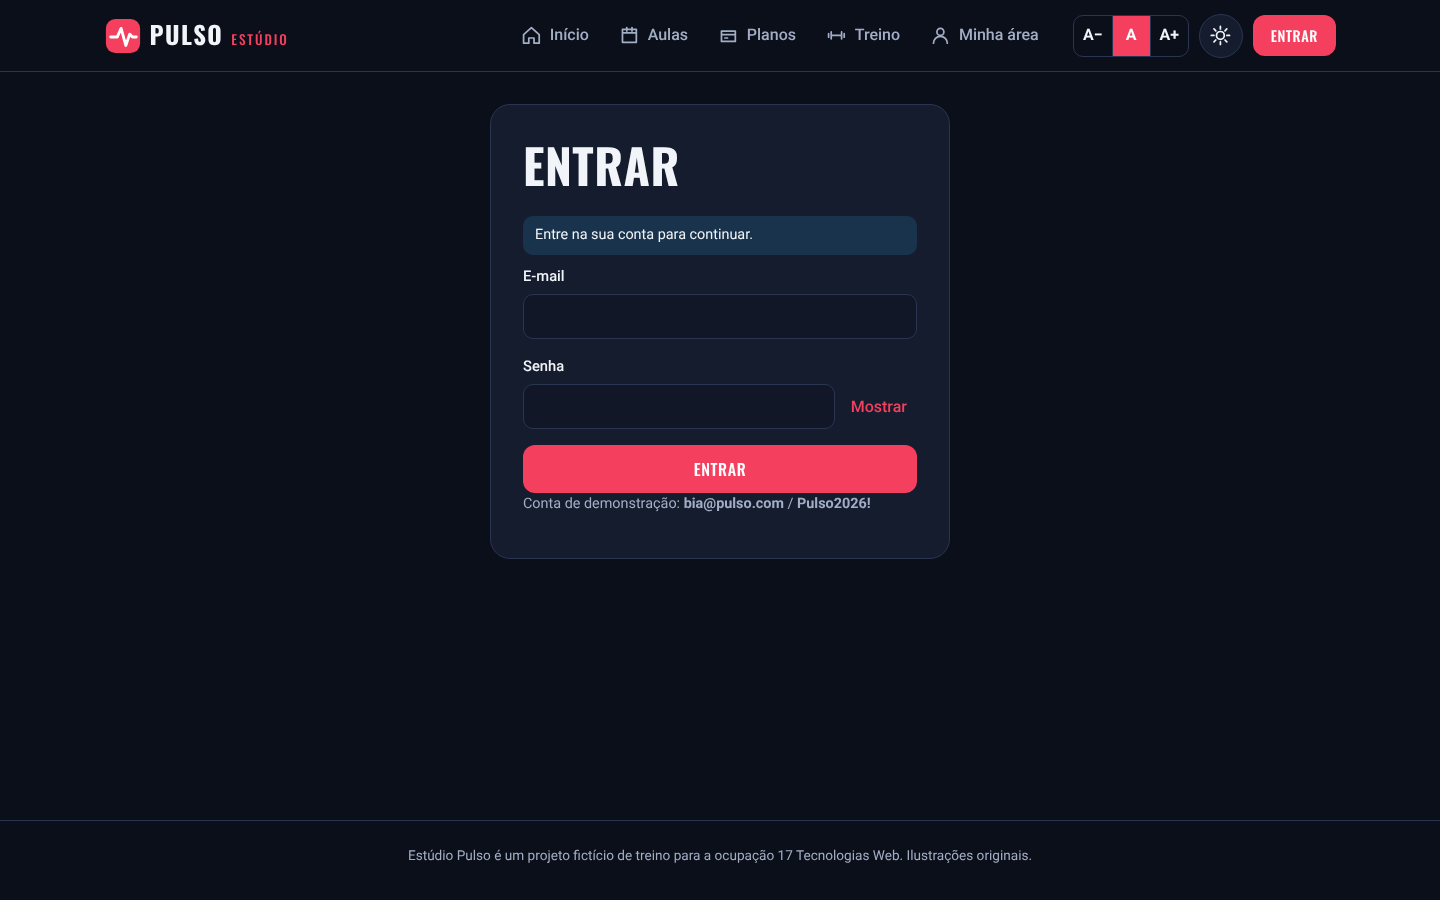 PULSO ESTÚDIO
Início Aulas Planos Treino Minha área A− A A+ ENTRAR
ENTRAR
Entre na sua conta para continuar.
E-mail
Senha
Mostrar
ENTRAR
Conta de demonstração: bia@pulso.com / Pulso2026!
Estúdio Pulso é um projeto fictício de treino para a ocupação 17 Tecnologias Web. Ilustrações originais.